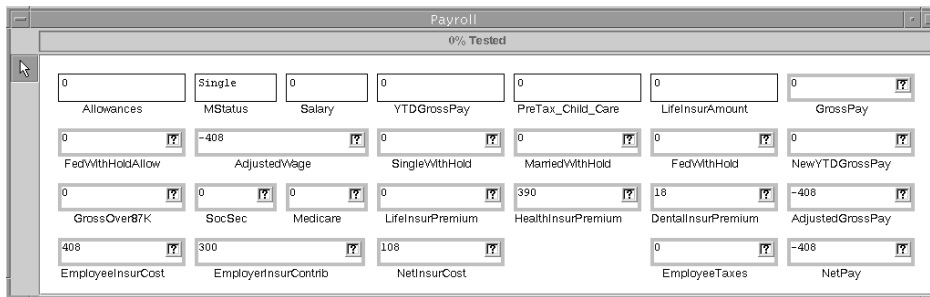 Payroll
0% Tested
0 Single 0 0 0 0 0 ?
Allowances MStatus Salary YTDGrossPay PreTax_Child_Care LifeInsurAmount GrossPay
0 ? -408 ? 0 ? 0 ? 0 ? 0 ?
FedWithHoldAllow AdjustedWage SingleWithHold MarriedWithHold FedWithHold NewYTDGrossPay
0 ? 0 ? 0 ? 0 ? 390 ? 18 ? -408 ?
GrossOver87K SocSec Medicare LifeInsurPremium HealthInsurPremium DentalInsurPremium AdjustedGrossPay
408 ? 300 ? 108 ? 0 ? -408 ?
EmployeeInsurCost EmployerInsurContrib NetInsurCost EmployeeTaxes NetPay